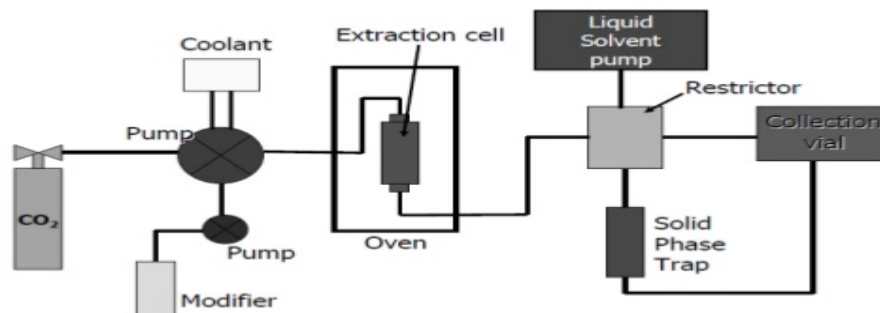 Coolant
Extraction cell
Liquid
Solvent
pump
Restrictor
Pump
Collection
vial
CO₂
Oven
Solid
Phase
Trap
Pump
Modifier